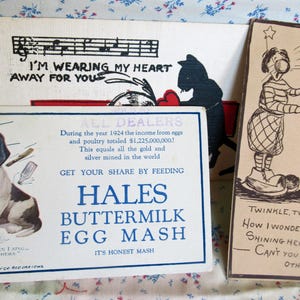 I'M WEARING MY HEART
AWAY FOR YOU
ALL DEALERS
During the year 1924 the income from eggs
and poultry totaled $1,225,000,000!
This equals all the gold and
silver mined in the world
GET YOUR SHARE BY FEEDING
HALES
BUTTERMILK
EGG MASH
IT'S HONEST MASH
TWINKLE, T
HOW I WONDE
SHINING HE
CAN'T YOU
OT